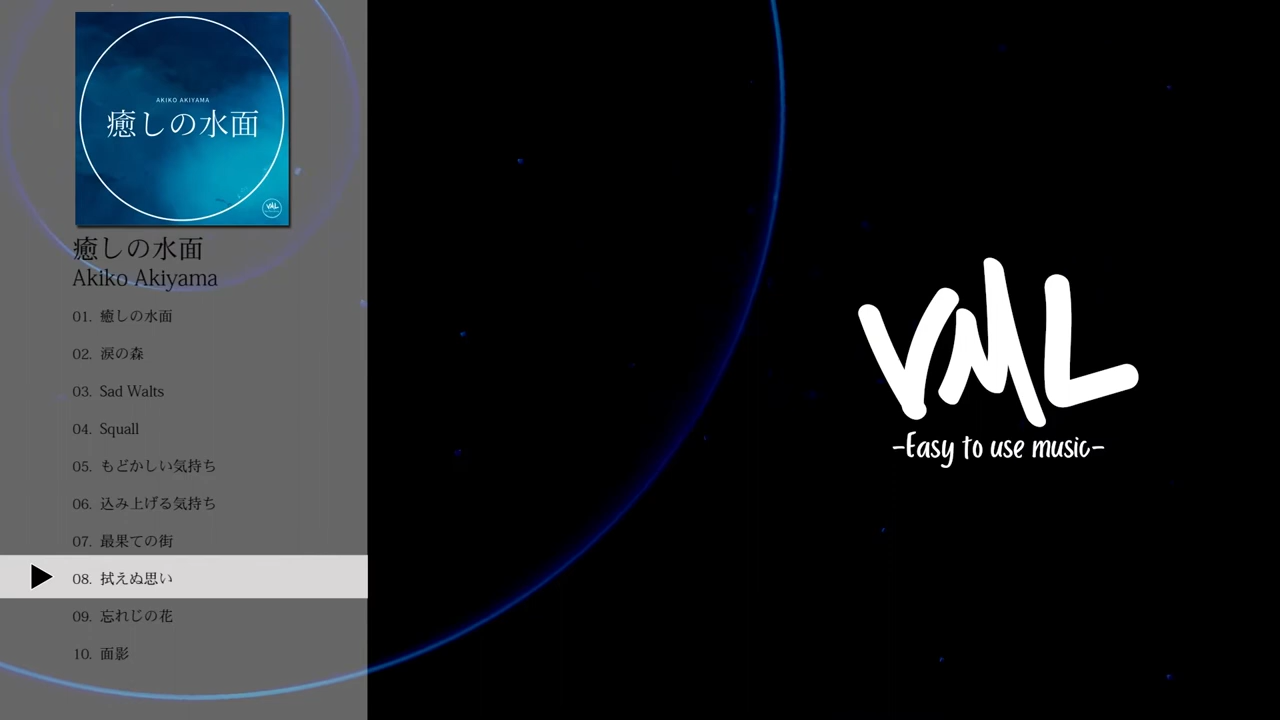 AKIKO AKIYAMA
癒しの水面
VML
癒しの水面
Akiko Akiyama
01. 癒しの水面
02. 涙の森
03. Sad Walts
04. Squall
05. もどかしい気持ち
06. 込み上げる気持ち
07. 最果ての街
08. 拭えぬ思い
09. 忘れじの花
10. 面影
VML
-Easy to use music-